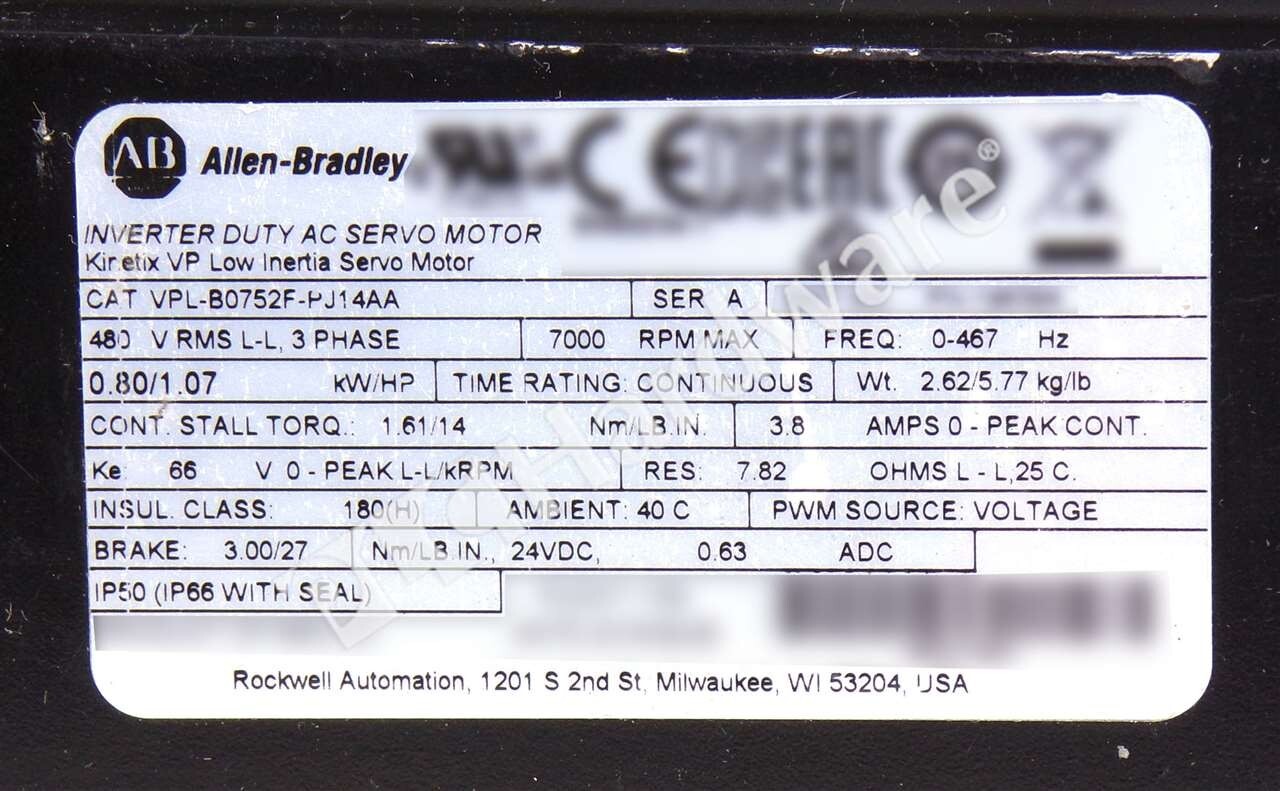 AB Allen-Bradley
INVERTER DUTY AC SERVO MOTOR
Kinetix VP Low Inertia Servo Motor
CAT VPL-B0752F-PJ14AA SER A
480 V RMS L-L, 3 PHASE 7000 RPM MAX FREQ: 0-467 Hz
0.80/1.07 kW/HP TIME RATING: CONTINUOUS Wt. 2.62/5.77 kg/lb
CONT. STALL TORQ.: 1.61/14 Nm/LB.IN. 3.8 AMPS 0 - PEAK CONT.
Ke 66 V 0 - PEAK L-L/kRPM RES: 7.82 OHMS L - L,25 C.
INSUL. CLASS: 180(H) AMBIENT: 40 C PWM SOURCE: VOLTAGE
BRAKE: 3.00/27 Nm/LB.IN., 24VDC, 0.63 ADC
IP50 (IP66 WITH SEAL)
Rockwell Automation, 1201 S 2nd St, Milwaukee, WI 53204, USA